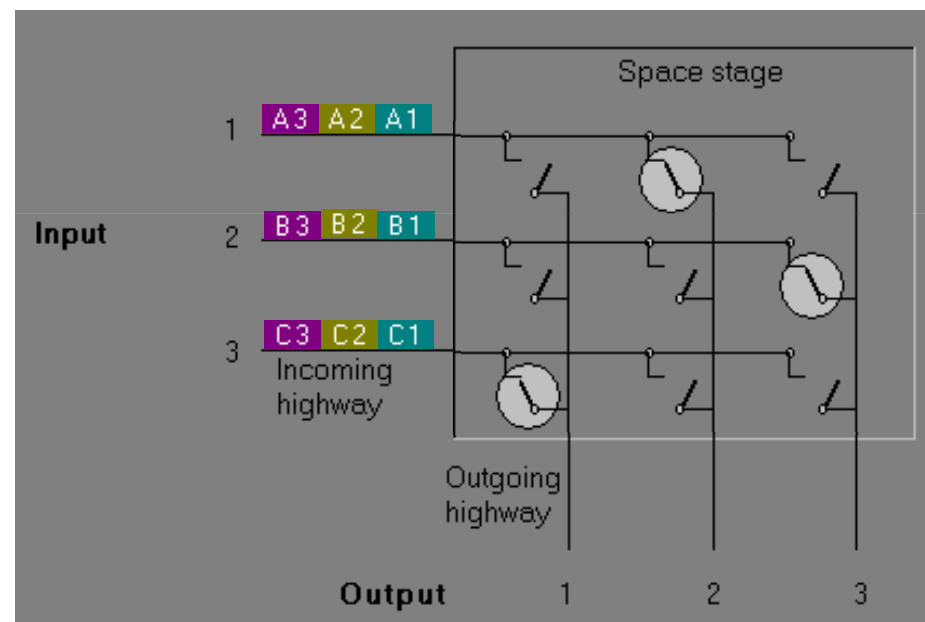 Space stage
1 A3 A2 A1
Input 2 B3 B2 B1
3 C3 C2 C1
Incoming
highway
Outgoing
highway
Output 1 2 3